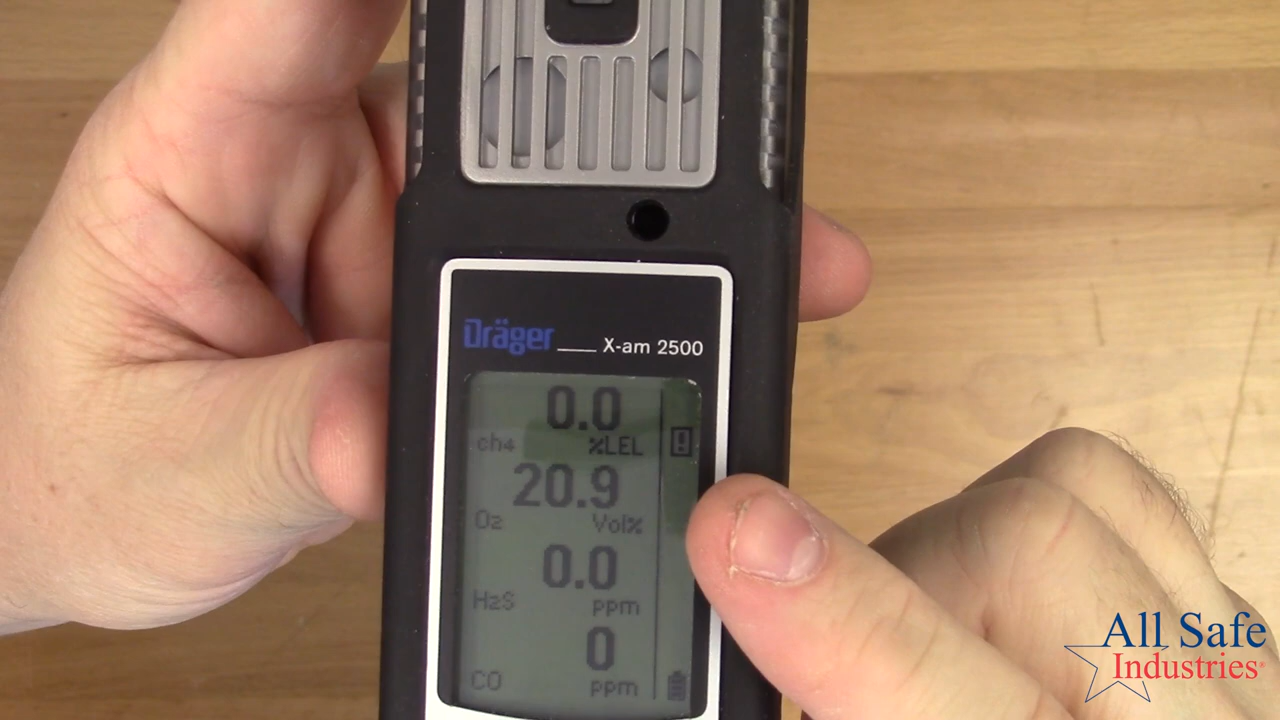 Dräger X-am 2500
0.0
ch4 %LEL
20.9
O2 Vol%
0.0
H2S ppm
0
CO ppm
All Safe
Industries®